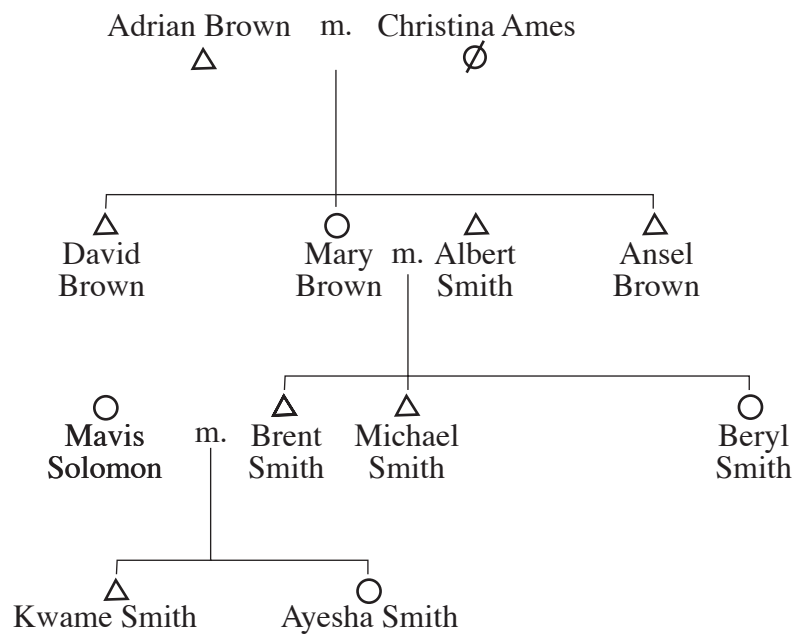 Adrian Brown m. Christina Ames
David Brown
Mary Brown m. Albert Smith
Ansel Brown
Mavis Solomon m. Brent Smith
Michael Smith
Beryl Smith
Kwame Smith
Ayesha Smith